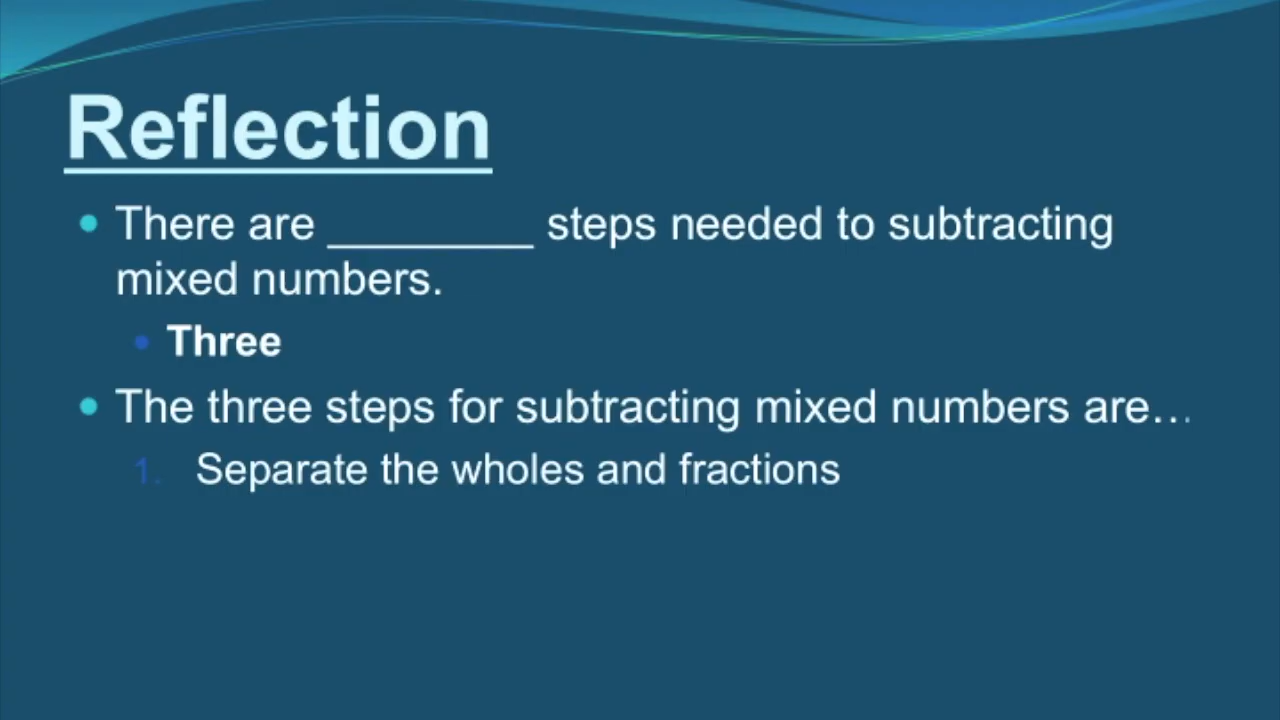 Reflection
• There are ________ steps needed to subtracting
mixed numbers.
• Three
• The three steps for subtracting mixed numbers are…
1. Separate the wholes and fractions